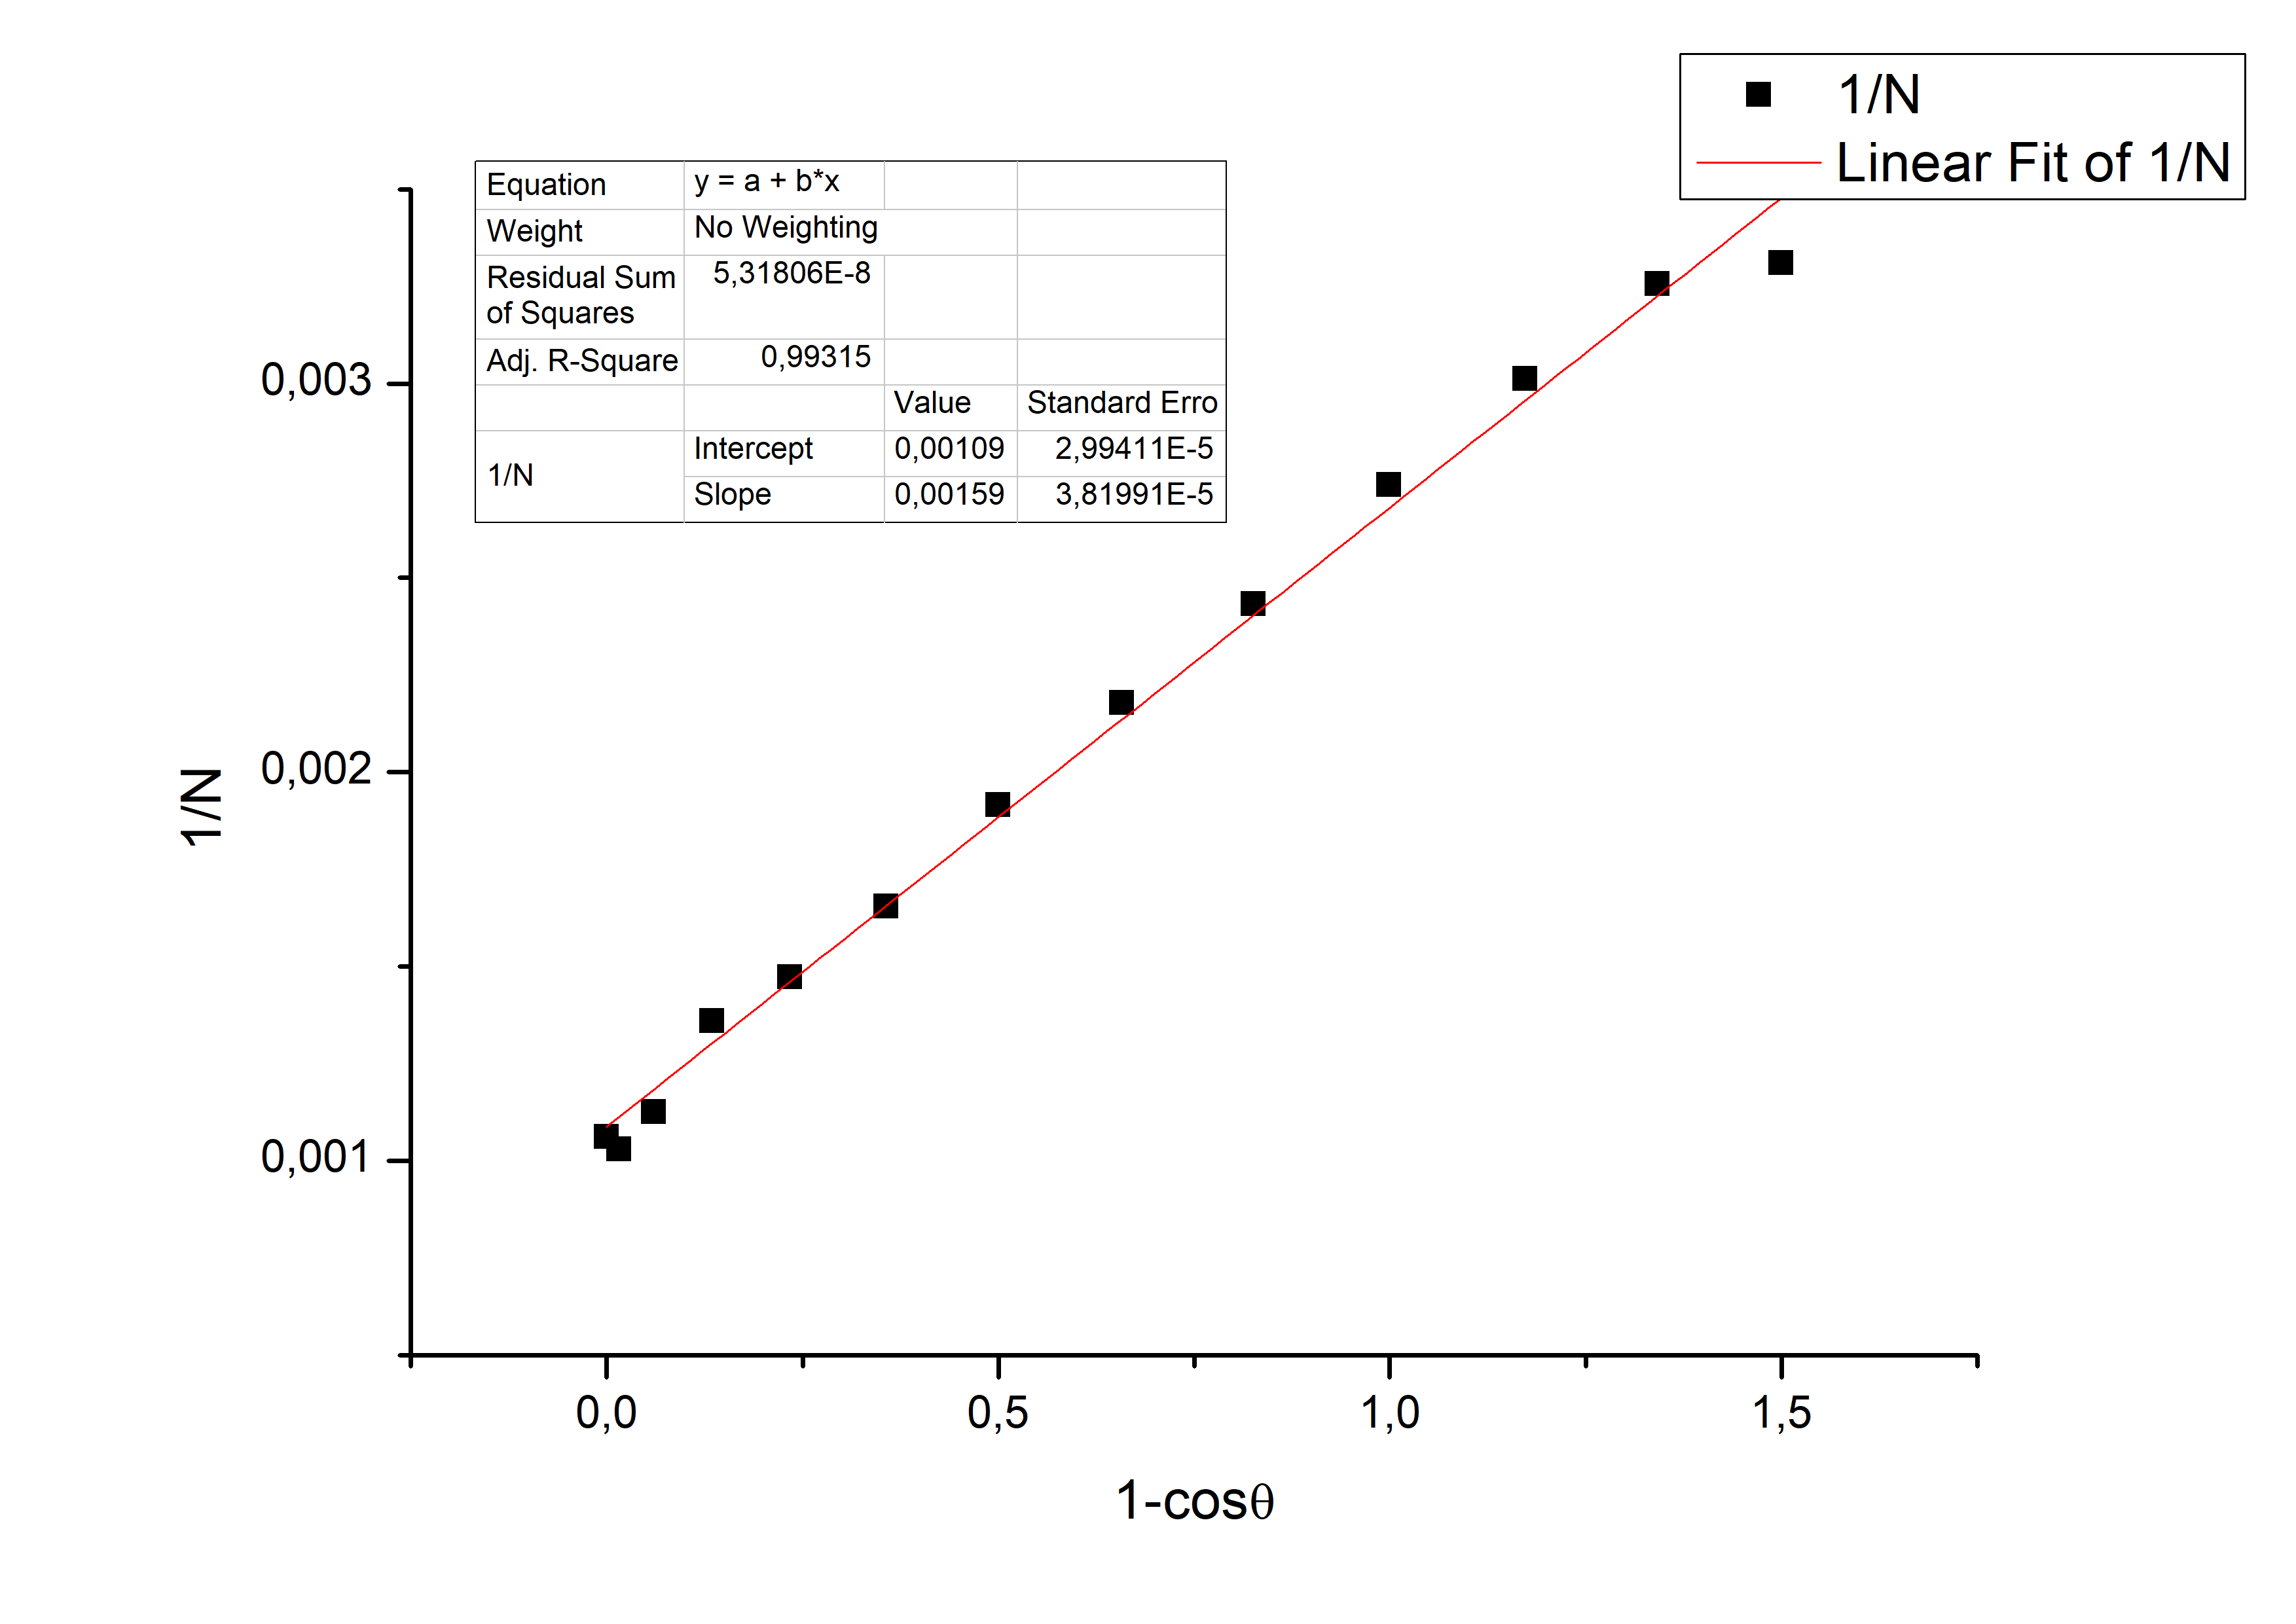 1/N
Linear Fit of 1/N
Equation y = a + b*x
Weight No Weighting
Residual Sum
of Squares 5,31806E-8
Adj. R-Square 0,99315
Value Standard Erro
1/N Intercept 0,00109 2,99411E-5
Slope 0,00159 3,81991E-5
0,003
0,002
0,001
1/N
0,0 0,5 1,0 1,5
1-cosθ